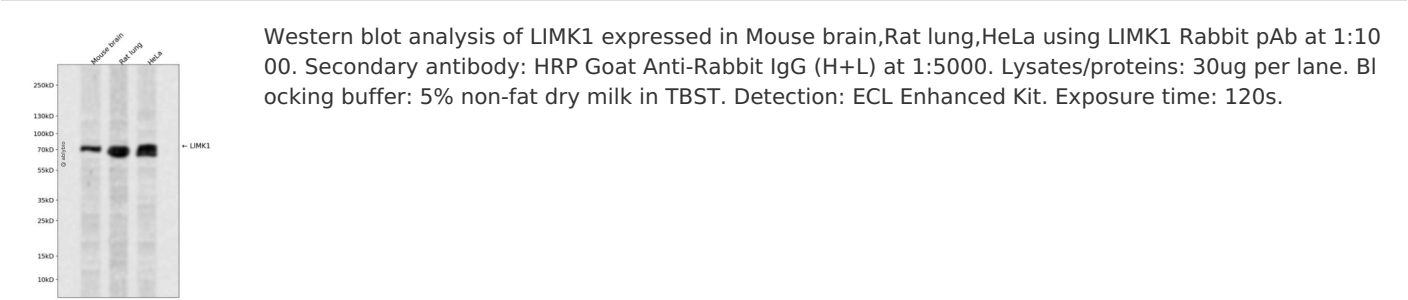 Mouse brain
Rat lung
HeLa
250kD
130kD
100kD
70kD
55kD
35kD
25kD
15kD
10kD
@ ablybio
← LIMK1
Western blot analysis of LIMK1 expressed in Mouse brain,Rat lung,HeLa using LIMK1 Rabbit pAb at 1:10
00. Secondary antibody: HRP Goat Anti-Rabbit IgG (H+L) at 1:5000. Lysates/proteins: 30ug per lane. Bl
ocking buffer: 5% non-fat dry milk in TBST. Detection: ECL Enhanced Kit. Exposure time: 120s.